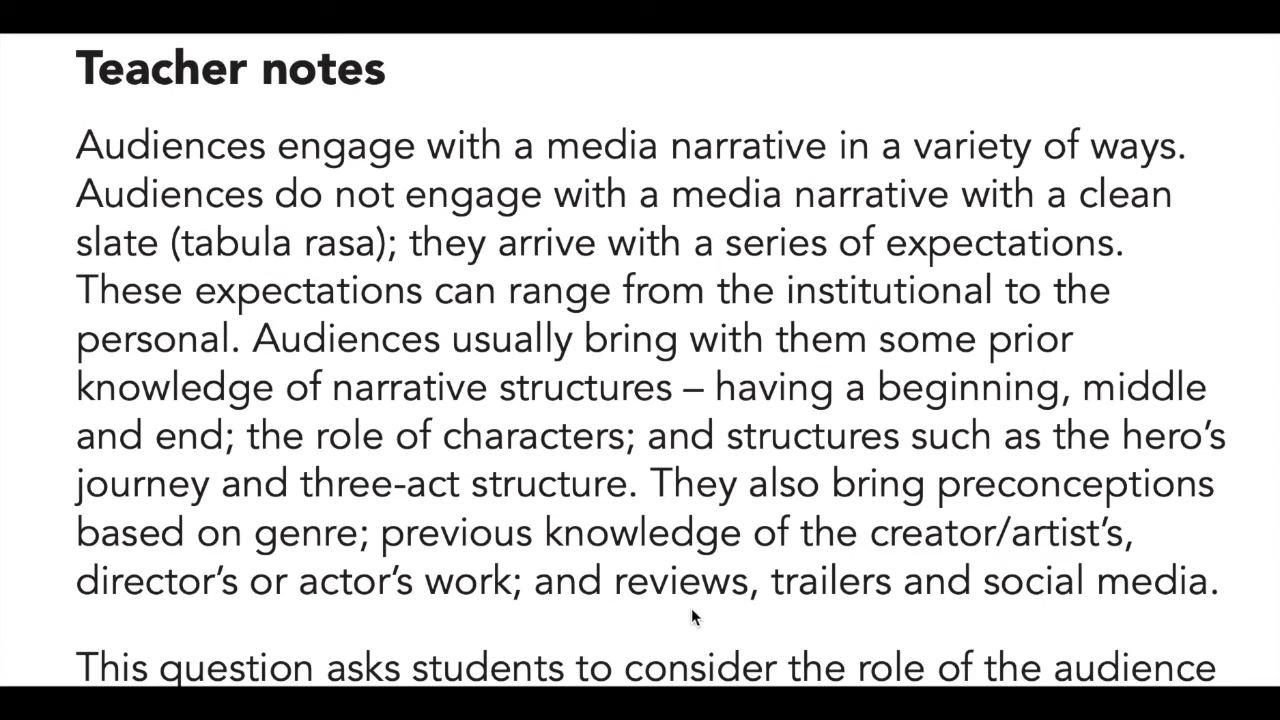 Teacher notes
Audiences engage with a media narrative in a variety of ways.
Audiences do not engage with a media narrative with a clean
slate (tabula rasa); they arrive with a series of expectations.
These expectations can range from the institutional to the
personal. Audiences usually bring with them some prior
knowledge of narrative structures – having a beginning, middle
and end; the role of characters; and structures such as the hero’s
journey and three-act structure. They also bring preconceptions
based on genre; previous knowledge of the creator/artist’s,
director’s or actor’s work; and reviews, trailers and social media.
This question asks students to consider the role of the audience